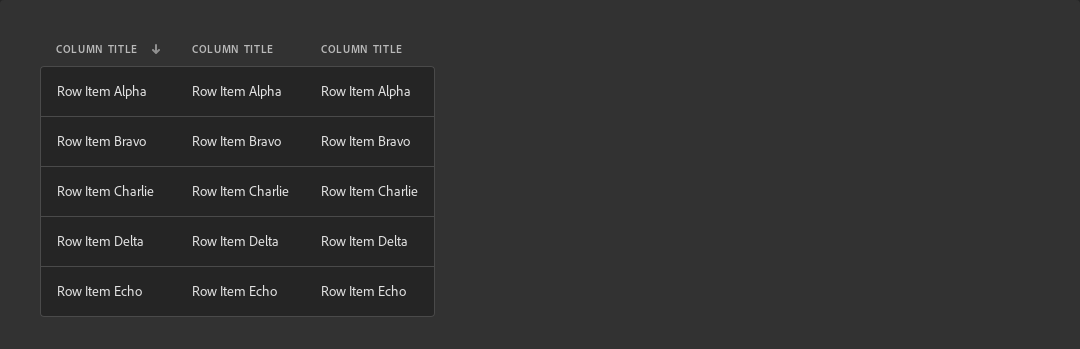 COLUMN TITLE COLUMN TITLE COLUMN TITLE
Row Item Alpha Row Item Alpha Row Item Alpha
Row Item Bravo Row Item Bravo Row Item Bravo
Row Item Charlie Row Item Charlie Row Item Charlie
Row Item Delta Row Item Delta Row Item Delta
Row Item Echo Row Item Echo Row Item Echo